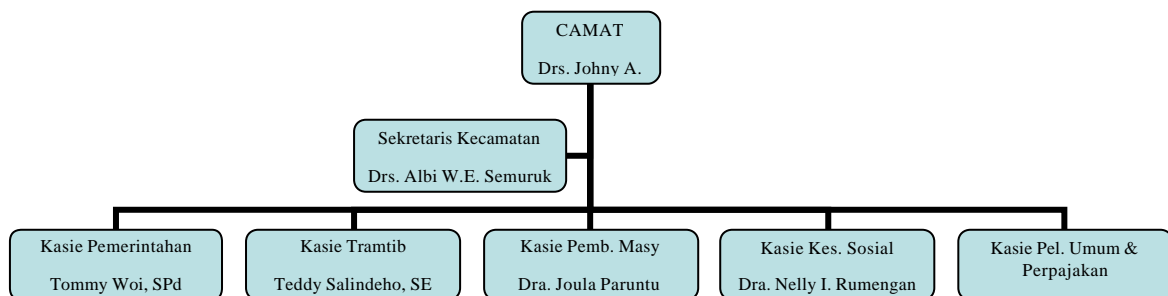 CAMAT
Drs. Johny A.
Sekretaris Kecamatan
Drs. Albi W.E. Semuruk
Kasie Pemerintahan
Tommy Woi, SPd
Kasie Tramtib
Teddy Salindeho, SE
Kasie Pemb. Masy
Dra. Joula Paruntu
Kasie Kes. Sosial
Dra. Nelly I. Rumengan
Kasie Pel. Umum &
Perpajakan